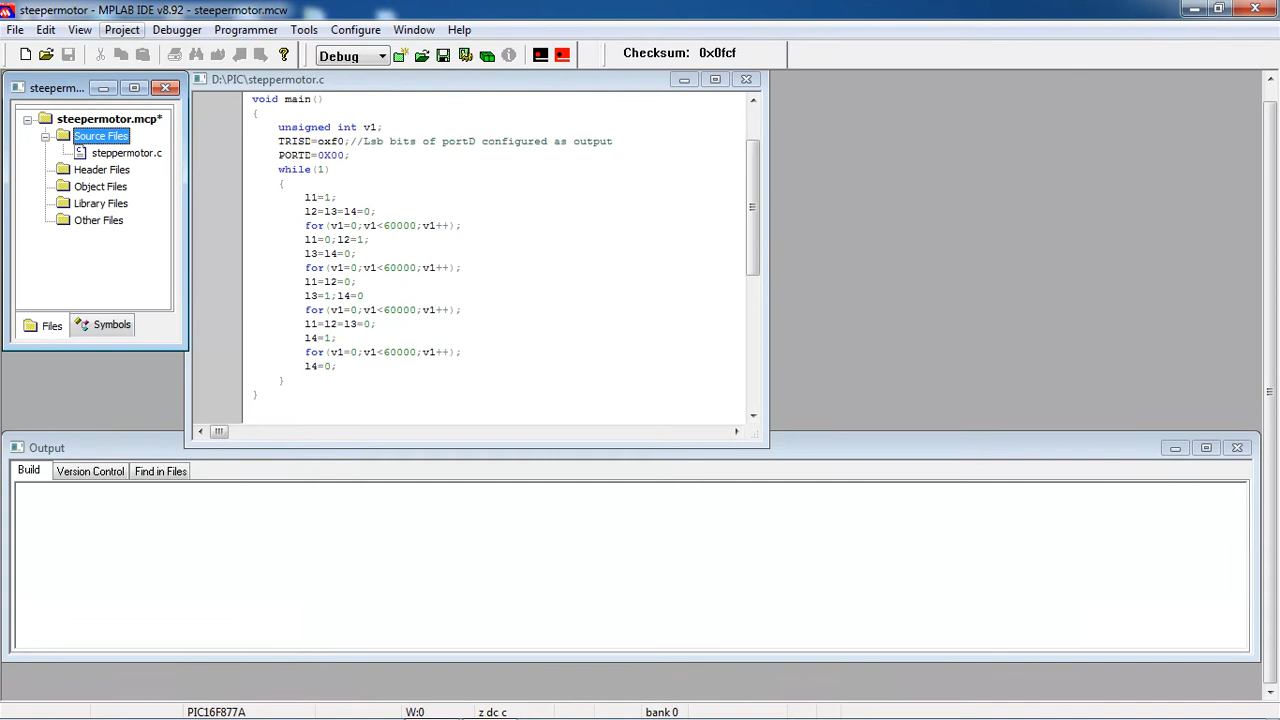 steepermotor - MPLAB IDE v8.92 - steepermotor.mcw
File Edit View Project Debugger Programmer Tools Configure Window Help
Debug
Checksum: 0x0fcf
steeperm...
steepermotor.mcp*
Source Files
steppermotor.c
Header Files
Object Files
Library Files
Other Files
Files
Symbols
D:\PIC\steppermotor.c
void main()
{
unsigned int v1;
TRISD=oxf0;//Lsb bits of portD configured as output
PORTD=0X00;
while(1)
{
l1=1;
l2=l3=l4=0;
for(v1=0;v1<60000;v1++);
l1=0;l2=1;
l3=l4=0;
for(v1=0;v1<60000;v1++);
l1=l2=0;
l3=1;l4=0
for(v1=0;v1<60000;v1++);
l1=l2=l3=0;
l4=1;
for(v1=0;v1<60000;v1++);
l4=0;
}
}
Output
Build Version Control Find in Files
PIC16F877A W:0 z dc c bank 0